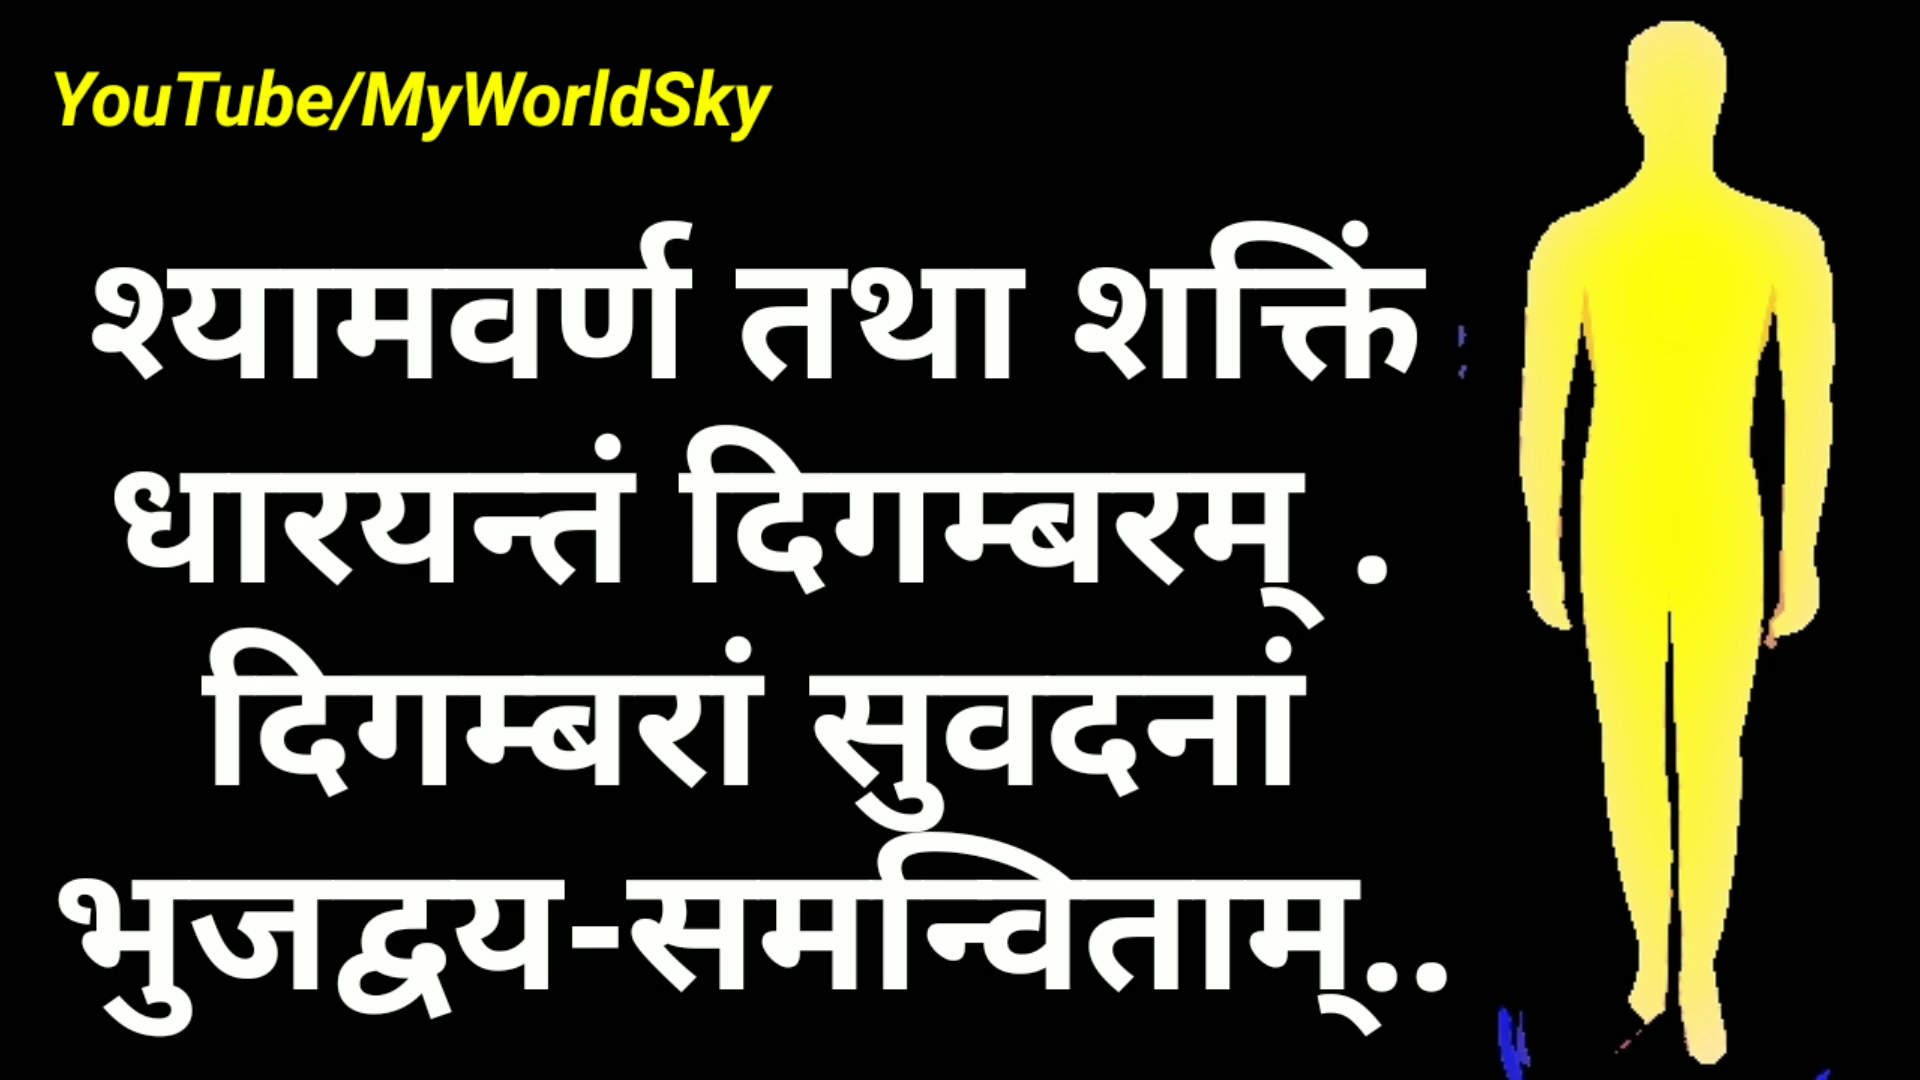 YouTube/MyWorldSky
श्यामवर्ण तथा शक्तिं
धारयन्तं दिगम्बरम् .
दिगम्बरां सुवदनां
भुजद्वय-समन्विताम्..